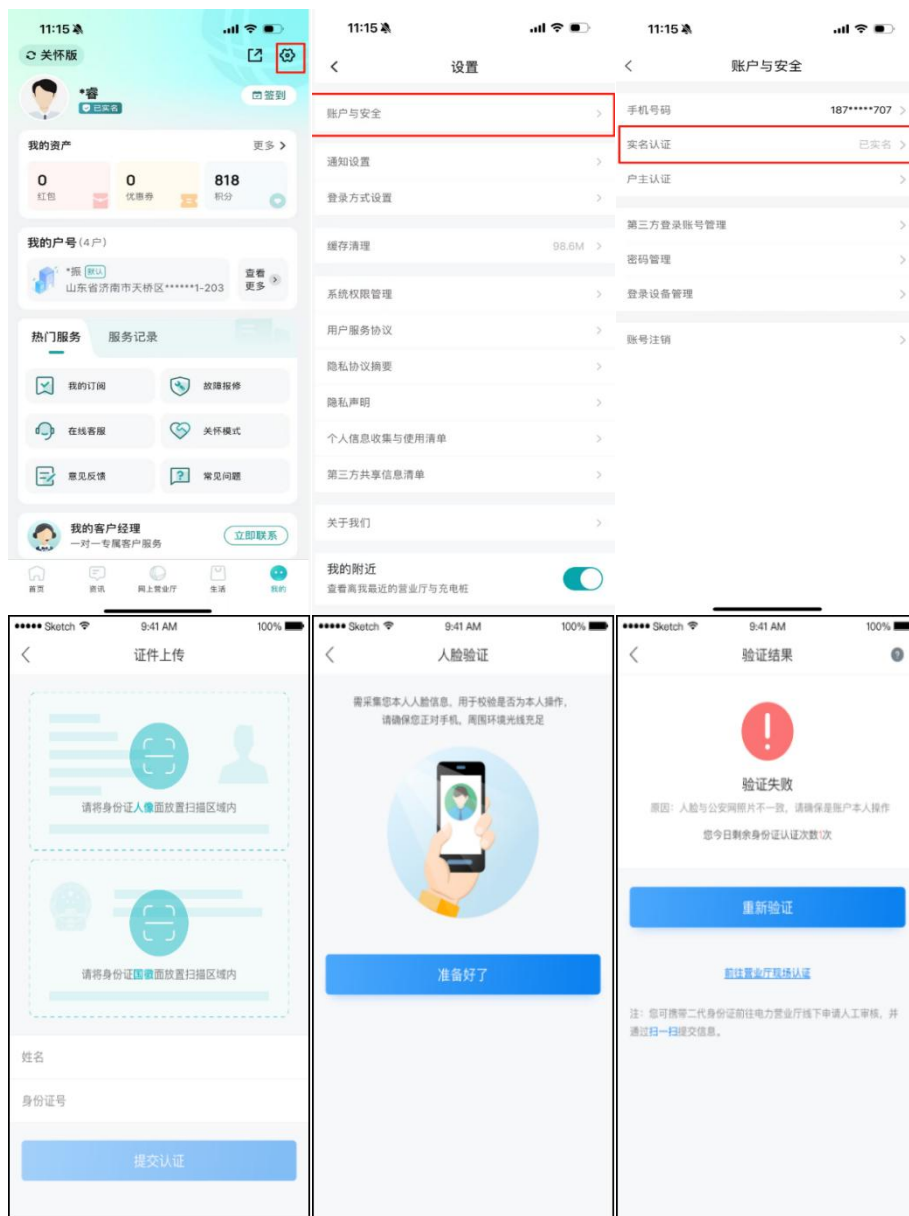 11:15
关怀版
*睿
已实名
签到
我的资产
更多 >
0
红包
0
优惠券
818
积分
我的户号(4户)
*振 默认
山东省济南市天桥区******1-203
查看
更多
热门服务
服务记录
我的订阅
故障报修
在线客服
关怀模式
意见反馈
常见问题
我的客户经理
一对一专属客户服务
立即联系
首页
资讯
网上营业厅
生活
我的
11:15
设置
账户与安全
通知设置
登录方式设置
缓存清理
98.6M
系统权限管理
用户服务协议
隐私协议摘要
隐私声明
个人信息收集与使用清单
第三方共享信息清单
关于我们
我的附近
查看离我最近的营业厅与充电桩
11:15
账户与安全
手机号码
187*****707
实名认证
已实名
户主认证
第三方登录账号管理
密码管理
登录设备管理
账号注销
Sketch
9:41 AM
100%
证件上传
请将身份证人像面放置扫描区域内
请将身份证国徽面放置扫描区域内
姓名
身份证号
提交认证
Sketch
9:41 AM
100%
人脸验证
需采集您本人人脸信息，用于校验是否为本人操作，
请确保您正对手机，周围环境光线充足
准备好了
Sketch
9:41 AM
100%
验证结果
?
验证失败
原因：人脸与公安网照片不一致，请确保是账户本人操作
您今日剩余身份证认证次数1次
重新验证
前往营业厅现场认证
注：您可携带二代身份证前往电力营业厅线下申请人工审核，并
通过扫一扫提交信息。